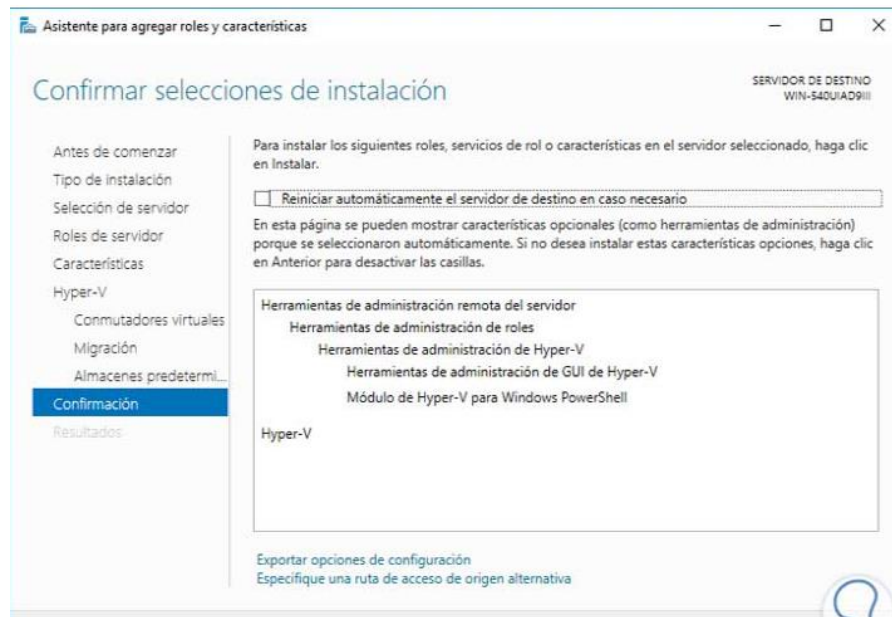 Asistente para agregar roles y características
Confirmar selecciones de instalación
SERVIDOR DE DESTINO
WIN-540UIAD9III
Antes de comenzar
Tipo de instalación
Selección de servidor
Roles de servidor
Características
Hyper-V
Conmutadores virtuales
Migración
Almacenes predetermi...
Confirmación
Resultados
Para instalar los siguientes roles, servicios de rol o características en el servidor seleccionado, haga clic
en Instalar.
Reiniciar automáticamente el servidor de destino en caso necesario
En esta página se pueden mostrar características opcionales (como herramientas de administración)
porque se seleccionaron automáticamente. Si no desea instalar estas características opciones, haga clic
en Anterior para desactivar las casillas.
Herramientas de administración remota del servidor
Herramientas de administración de roles
Herramientas de administración de Hyper-V
Herramientas de administración de GUI de Hyper-V
Módulo de Hyper-V para Windows PowerShell
Hyper-V
Exportar opciones de configuración
Especifique una ruta de acceso de origen alternativa